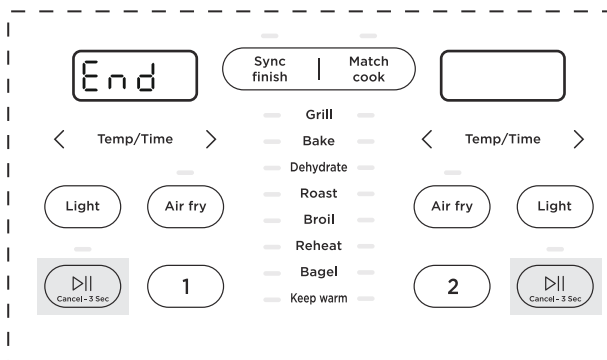 End
Sync finish
Match cook
Grill
Bake
Dehydrate
Roast
Broil
Reheat
Bagel
Keep warm
Temp/Time
Light
Air fry
Cancel - 3 Sec
1
Temp/Time
Air fry
Light
2
Cancel - 3 Sec